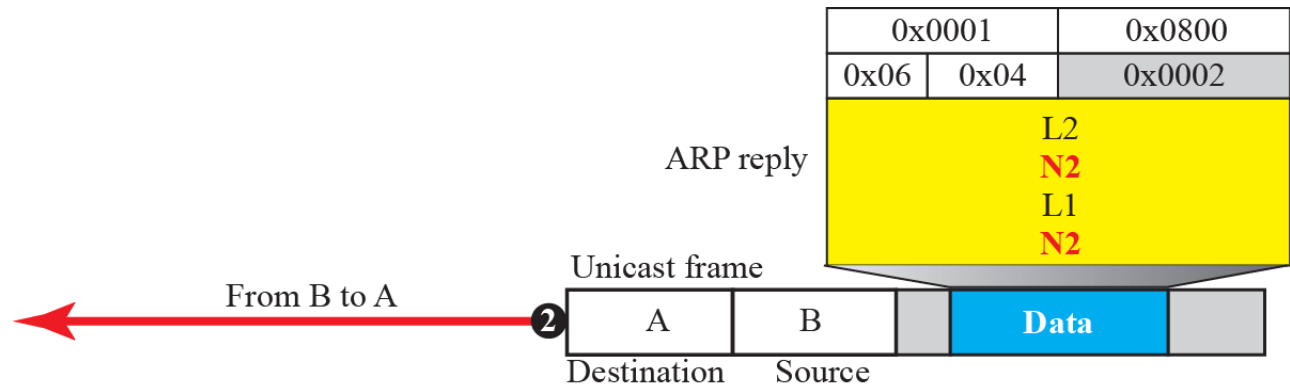 0x0001 0x0800
0x06 0x04 0x0002
L2
N2
ARP reply
L1
N2
Unicast frame
From B to A
2 A B Data
Destination Source